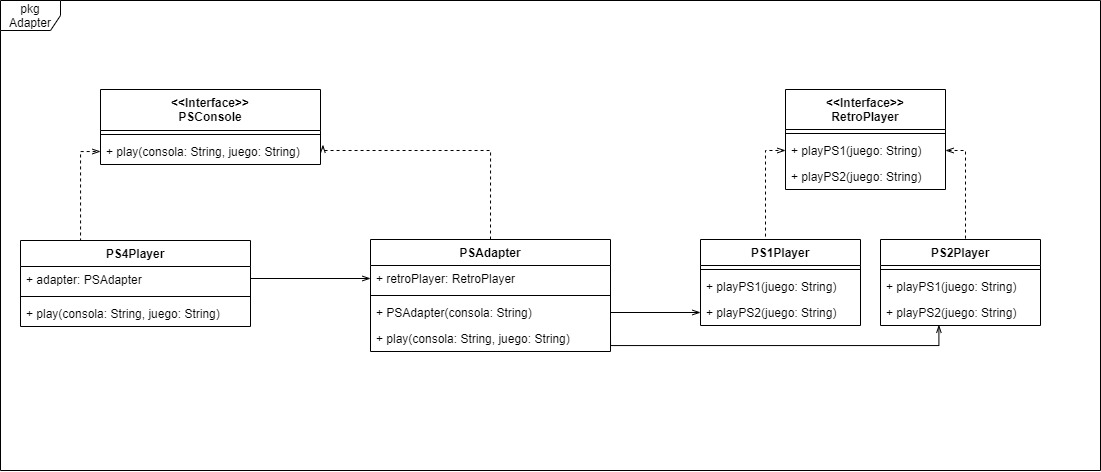 pkg
Adapter
<<Interface>>
PSConsole
+ play(consola: String, juego: String)
<<Interface>>
RetroPlayer
+ playPS1(juego: String)
+ playPS2(juego: String)
PS4Player
+ adapter: PSAdapter
+ play(consola: String, juego: String)
PSAdapter
+ retroPlayer: RetroPlayer
+ PSAdapter(consola: String)
+ play(consola: String, juego: String)
PS1Player
+ playPS1(juego: String)
+ playPS2(juego: String)
PS2Player
+ playPS1(juego: String)
+ playPS2(juego: String)